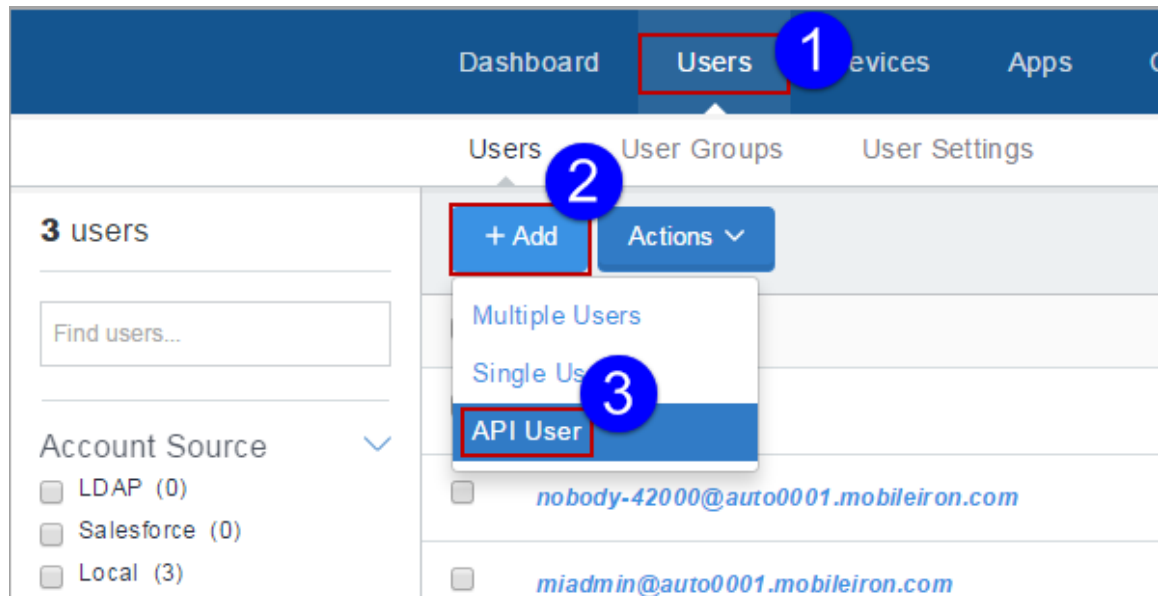 Dashboard Users 1 evices Apps
Users User Groups User Settings
2
3 users
+ Add Actions
Find users...
Multiple Users
Single Us
3
API User
Account Source
LDAP (0)
nobody-42000@auto0001.mobileiron.com
Salesforce (0)
Local (3)
miadmin@auto0001.mobileiron.com